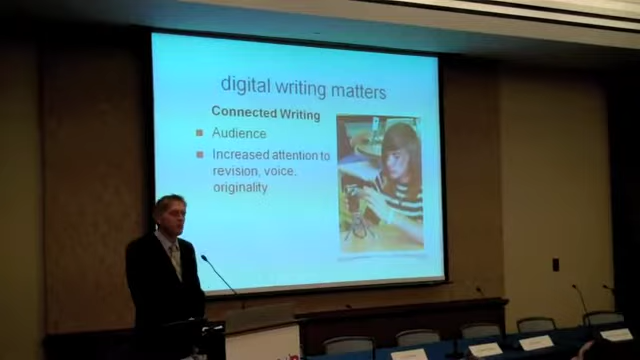 digital writing matters
Connected Writing
Audience
Increased attention to
revision, voice,
originality